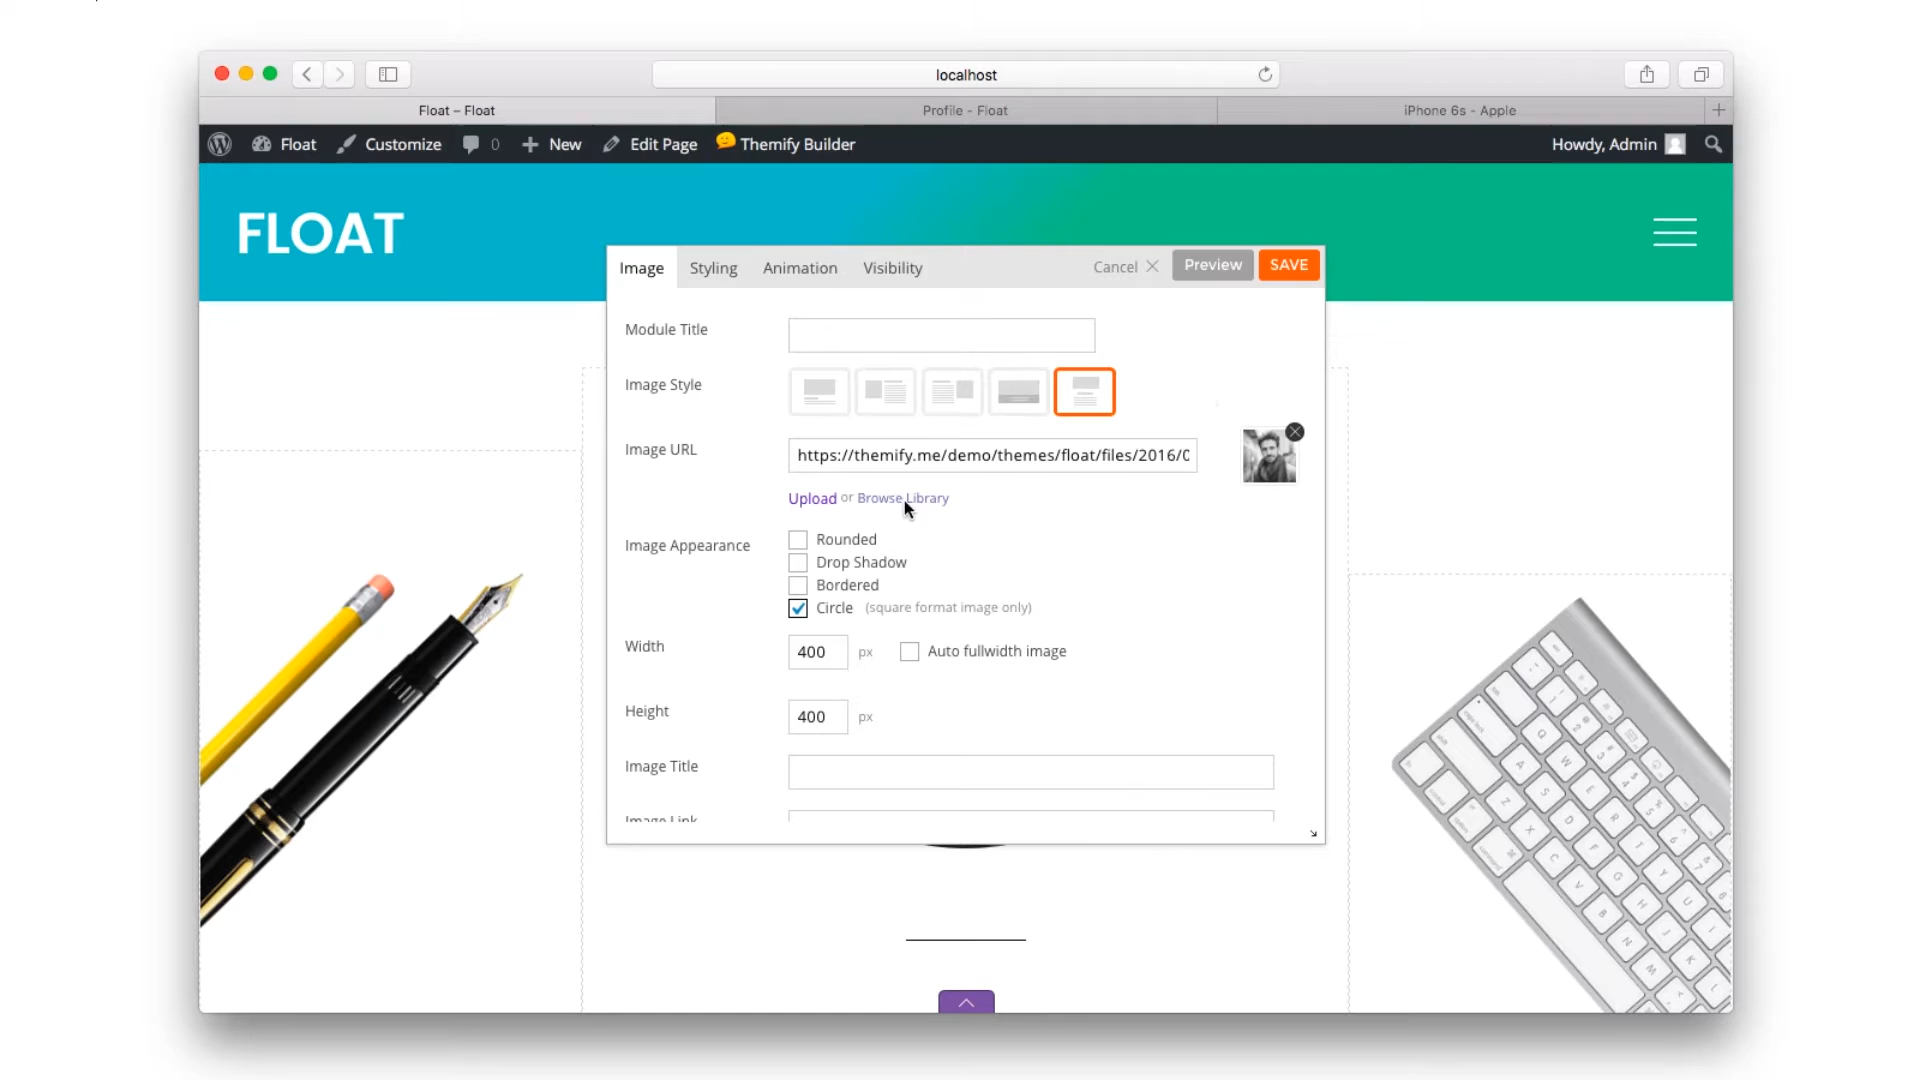 localhost
Float – Float
Profile - Float
iPhone 6s - Apple
Float
Customize
0
New
Edit Page
Themify Builder
Howdy, Admin
FLOAT
Image
Styling
Animation
Visibility
Cancel
Preview
SAVE
Module Title
Image Style
Image URL
https://themify.me/demo/themes/float/files/2016/0
Upload or Browse Library
Image Appearance
Rounded
Drop Shadow
Bordered
Circle (square format image only)
Width
400 px
Auto fullwidth image
Height
400 px
Image Title
Image Link